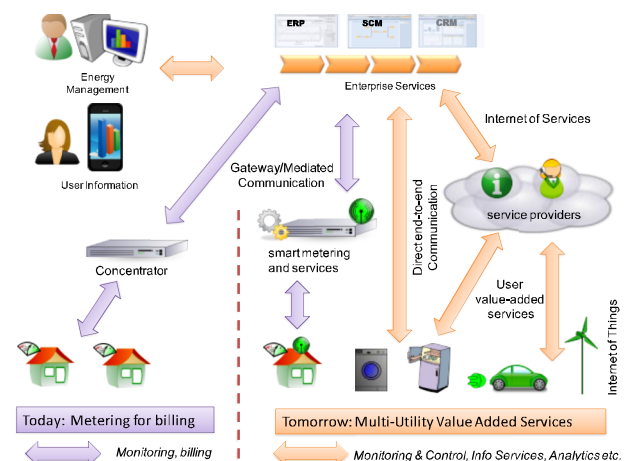 ERP
SCM
CRM
Energy
Management
Enterprise Services
Internet of Services
User Information
Gateway/Mediated
Communication
Direct end-to-end
Communication
service providers
smart metering
and services
Concentrator
User
value-added
services
Internet of Things
Today: Metering for billing
Tomorrow: Multi-Utility Value Added Services
Monitoring, billing
Monitoring & Control, Info Services, Analytics etc.